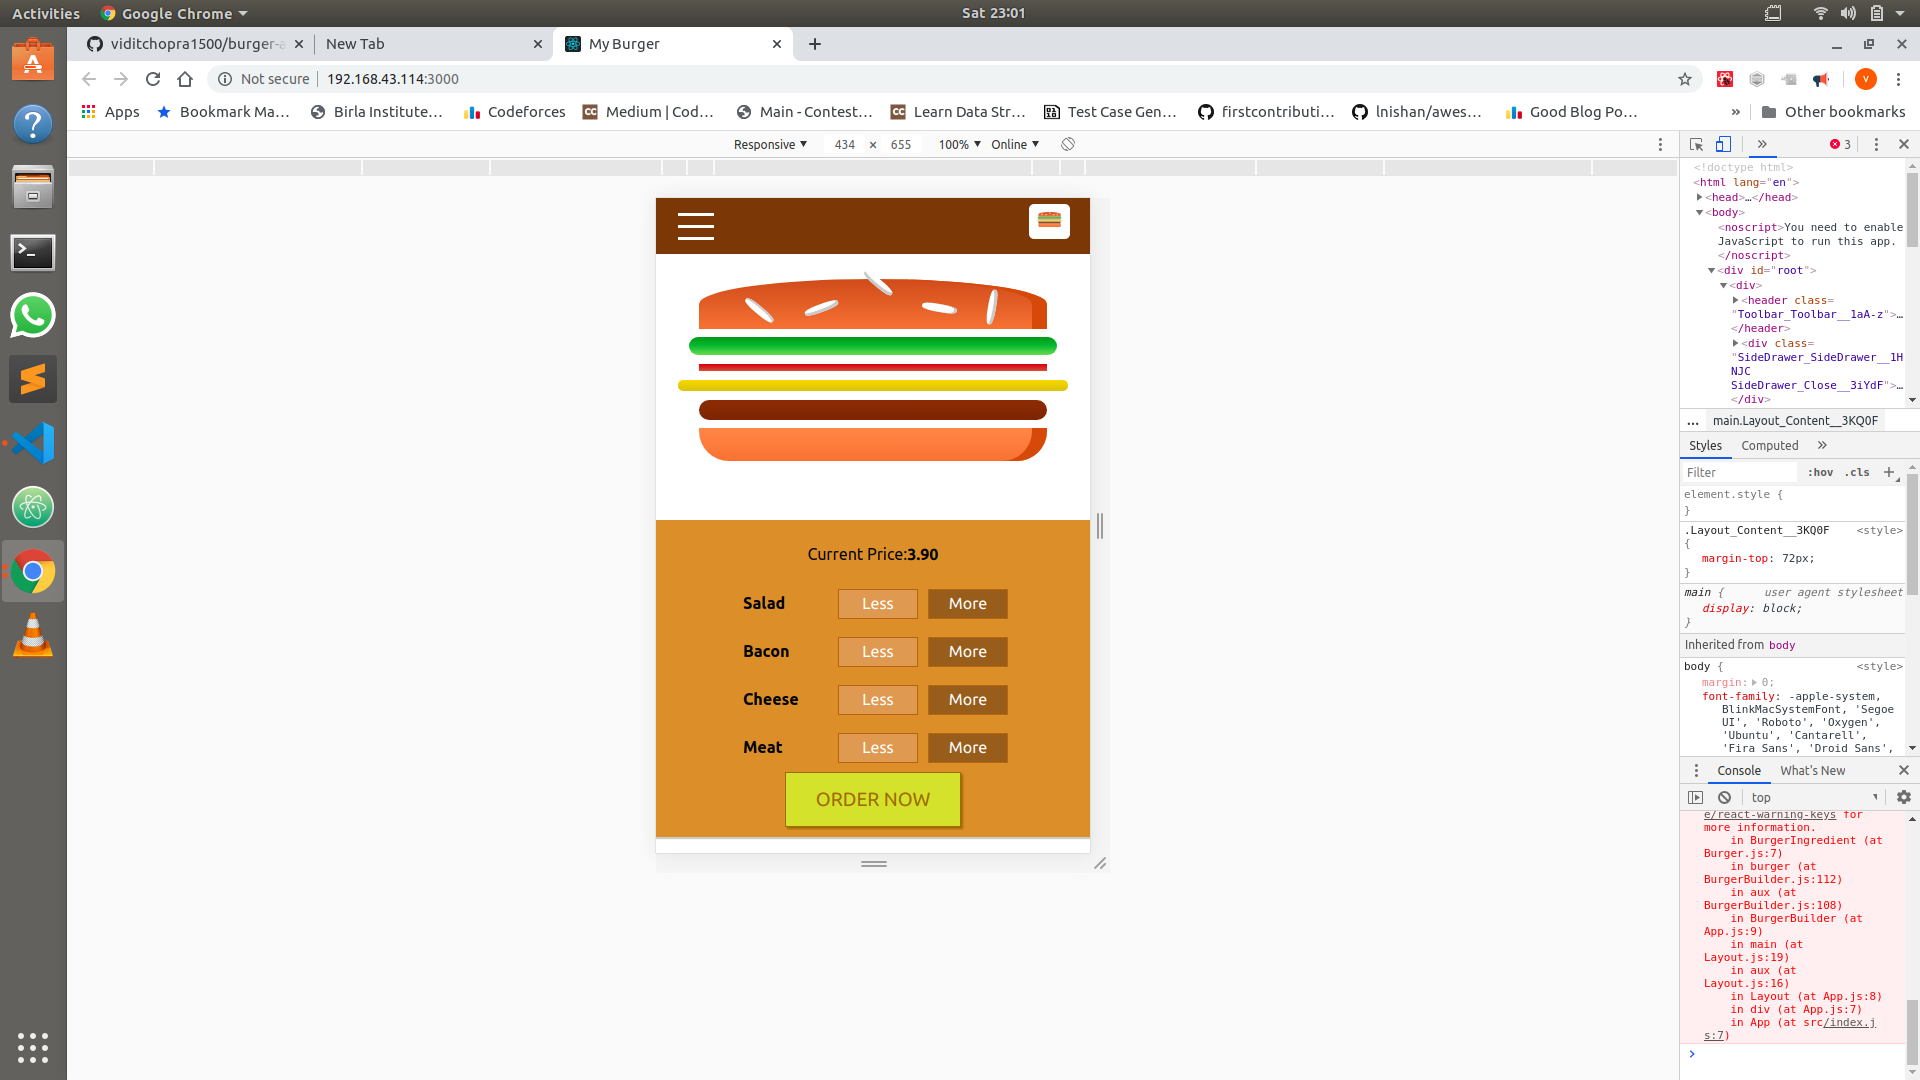 Activities
Google Chrome
Sat 23:01
viditchopra1500/burger-a
New Tab
My Burger
Not secure
192.168.43.114:3000
V
Apps
Bookmark Ma...
Birla Institute...
Codeforces
CC Medium | Cod...
Main - Contest...
CC Learn Data Str...
Test Case Gen...
firstcontributi...
lnishan/awes...
Good Blog Po...
»
Other bookmarks
Responsive
434 × 655
100%
Online
Current Price:3.90
Salad Less More
Bacon Less More
Cheese Less More
Meat Less More
ORDER NOW
» 3
<!doctype html>
<html lang="en">
<head>…</head>
<body>
<noscript>You need to enable
JavaScript to run this app.
</noscript>
<div id="root">
<div>
<header class=
"Toolbar_Toolbar__1aA-z">…
</header>
<div class=
"SideDrawer_SideDrawer__1H
NJC
SideDrawer_Close__3iYdF">…
</div>
... main.Layout_Content__3KQ0F
Styles Computed »
Filter :hov .cls +
element.style {
}
.Layout_Content__3KQ0F <style>
{
margin-top: 72px;
}
main { user agent stylesheet
display: block;
}
Inherited from body
body { <style>
margin: 0;
font-family: -apple-system,
BlinkMacSystemFont, 'Segoe
UI', 'Roboto', 'Oxygen',
'Ubuntu', 'Cantarell',
'Fira Sans', 'Droid Sans',
Console What's New
top
e/react-warning-keys for
more information.
in BurgerIngredient (at
Burger.js:7)
in burger (at
BurgerBuilder.js:112)
in aux (at
BurgerBuilder.js:108)
in BurgerBuilder (at
App.js:9)
in main (at
Layout.js:19)
in aux (at
Layout.js:16)
in Layout (at App.js:8)
in div (at App.js:7)
in App (at src/index.j
s:7)